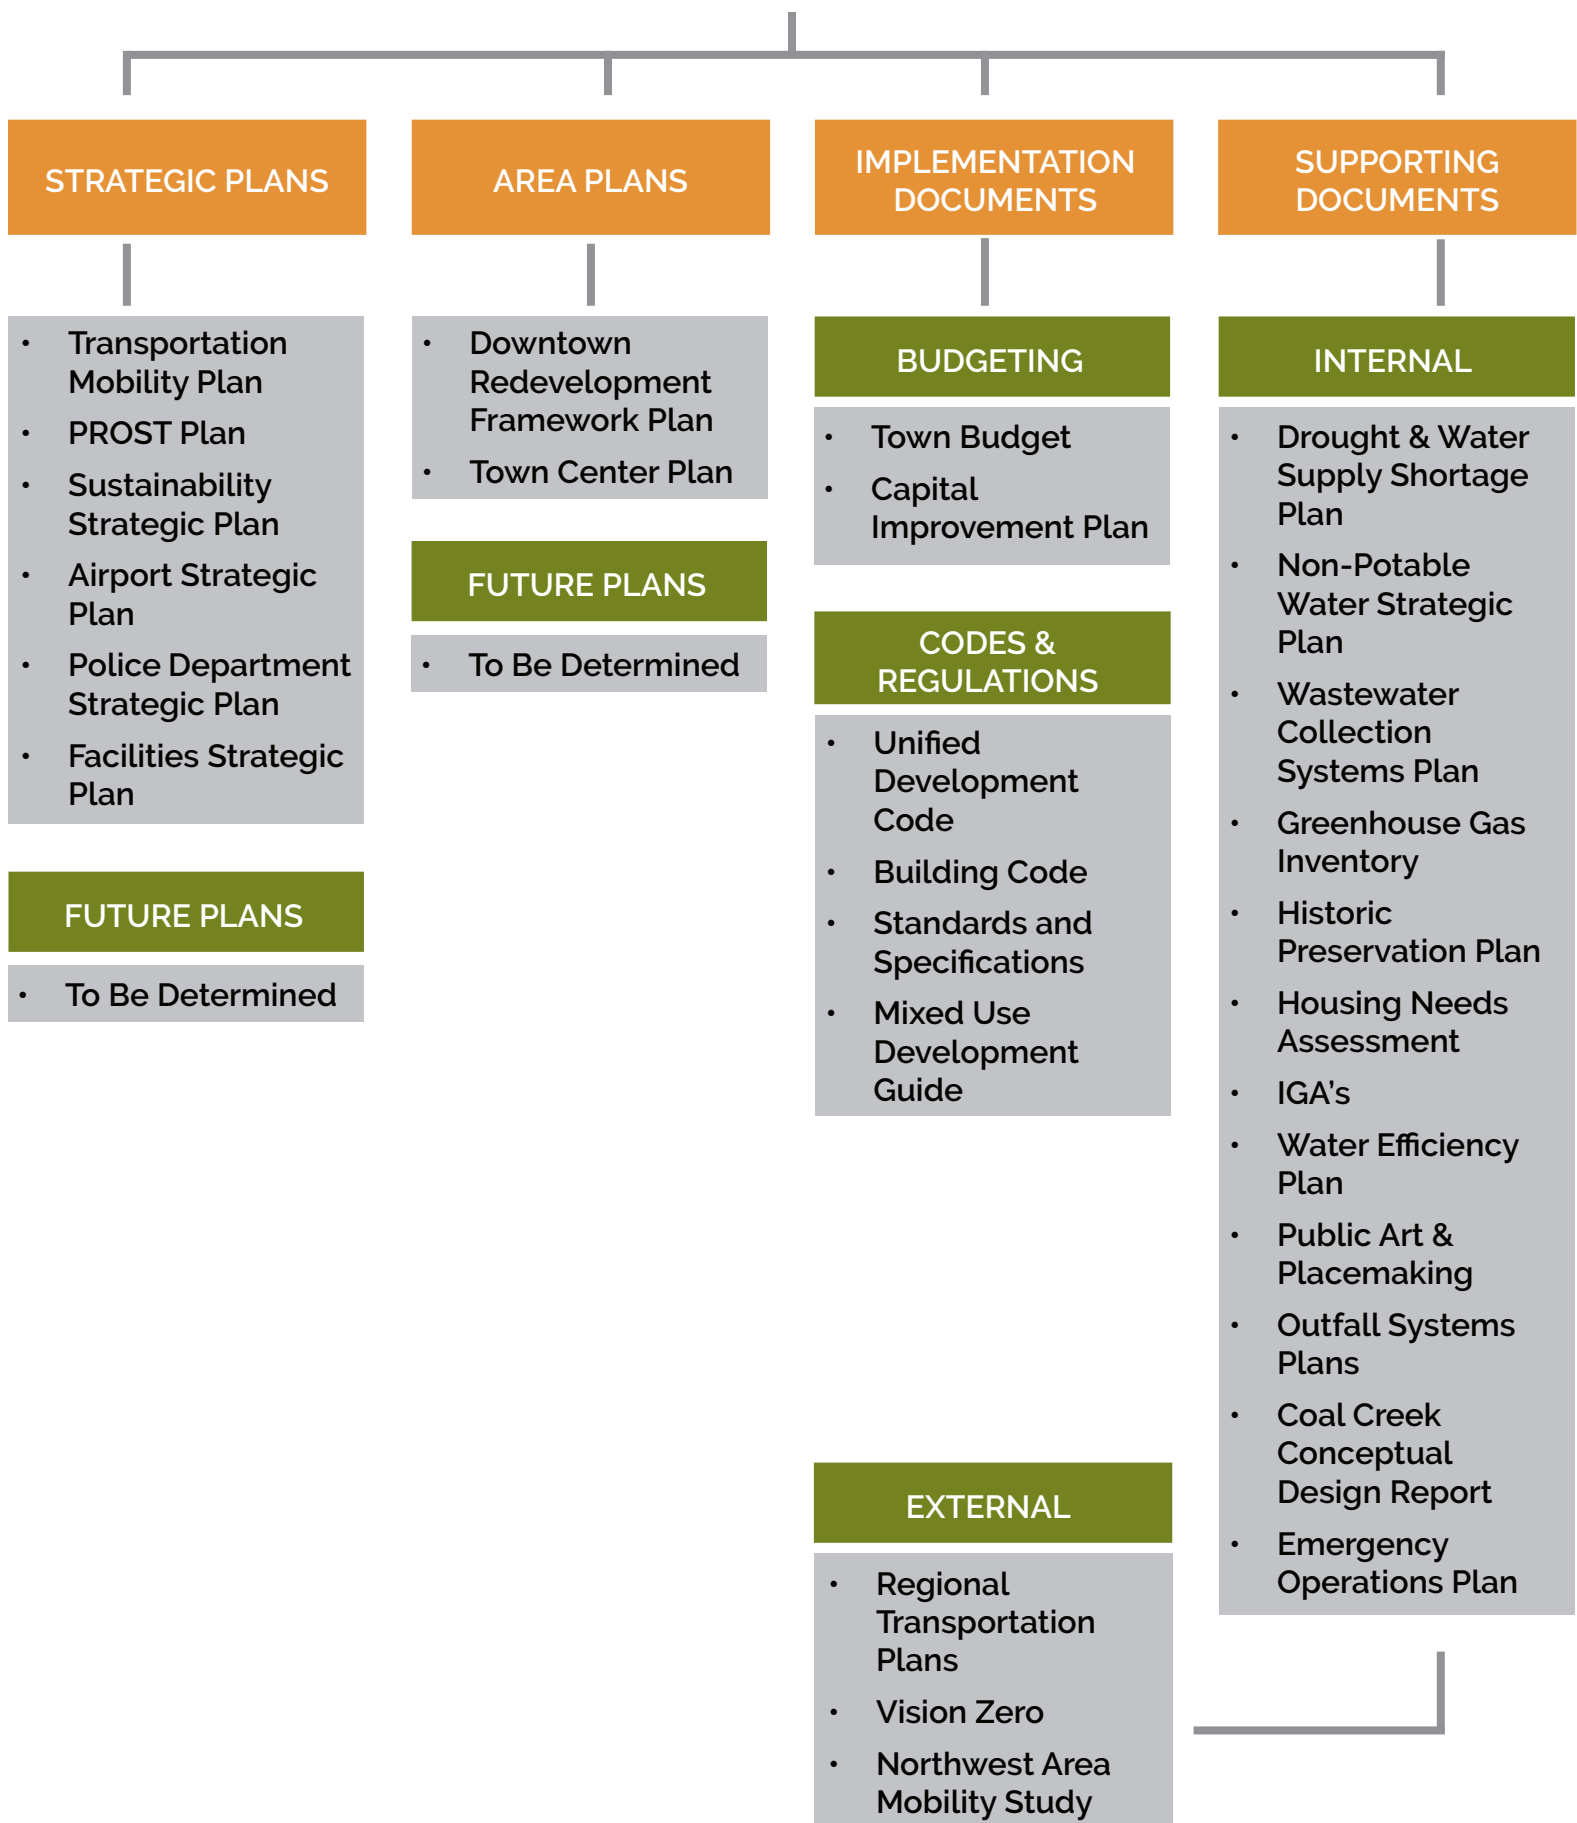 STRATEGIC PLANS
• Transportation
Mobility Plan
• PROST Plan
• Sustainability
Strategic Plan
• Airport Strategic
Plan
• Police Department
Strategic Plan
• Facilities Strategic
Plan
FUTURE PLANS
• To Be Determined
AREA PLANS
• Downtown
Redevelopment
Framework Plan
• Town Center Plan
FUTURE PLANS
• To Be Determined
IMPLEMENTATION
DOCUMENTS
BUDGETING
• Town Budget
• Capital
Improvement Plan
CODES &
REGULATIONS
• Unified
Development
Code
• Building Code
• Standards and
Specifications
• Mixed Use
Development
Guide
SUPPORTING
DOCUMENTS
INTERNAL
• Drought & Water
Supply Shortage
Plan
• Non-Potable
Water Strategic
Plan
• Wastewater
Collection
Systems Plan
• Greenhouse Gas
Inventory
• Historic
Preservation Plan
• Housing Needs
Assessment
• IGA’s
• Water Efficiency
Plan
• Public Art &
Placemaking
• Outfall Systems
Plans
• Coal Creek
Conceptual
Design Report
• Emergency
Operations Plan
EXTERNAL
• Regional
Transportation
Plans
• Vision Zero
• Northwest Area
Mobility Study